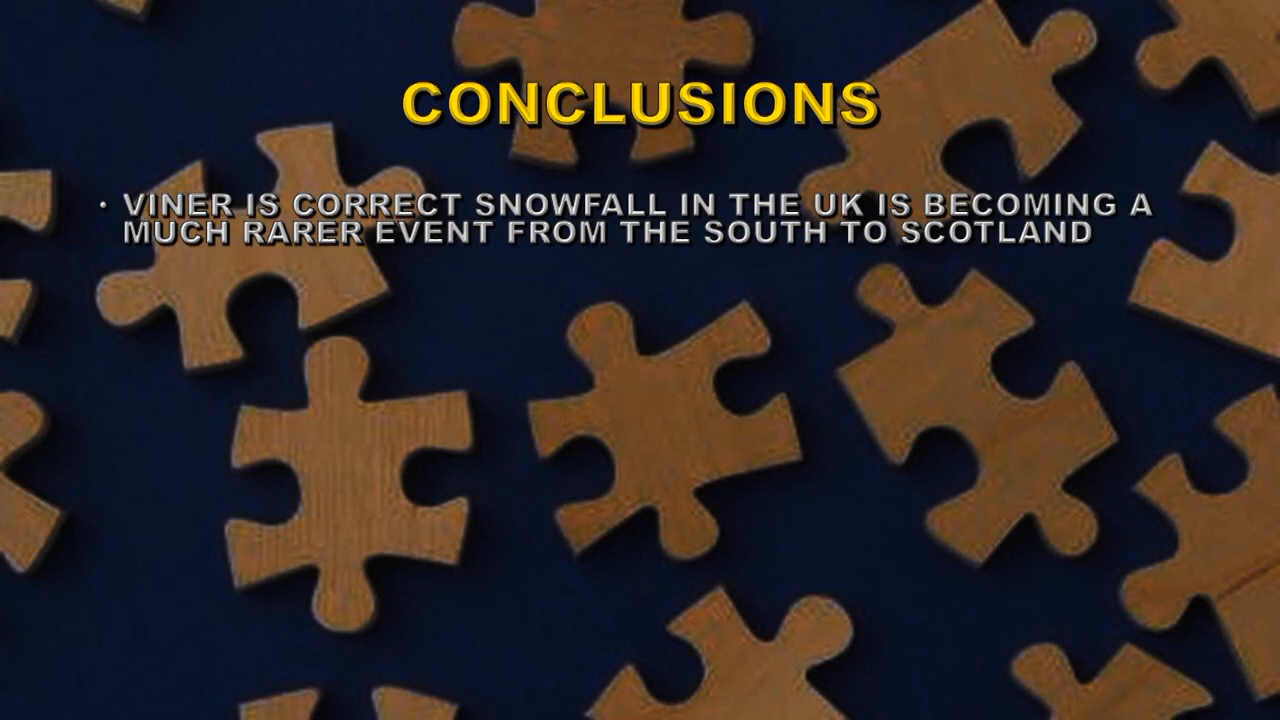 CONCLUSIONS
• VINER IS CORRECT SNOWFALL IN THE UK IS BECOMING A
MUCH RARER EVENT FROM THE SOUTH TO SCOTLAND